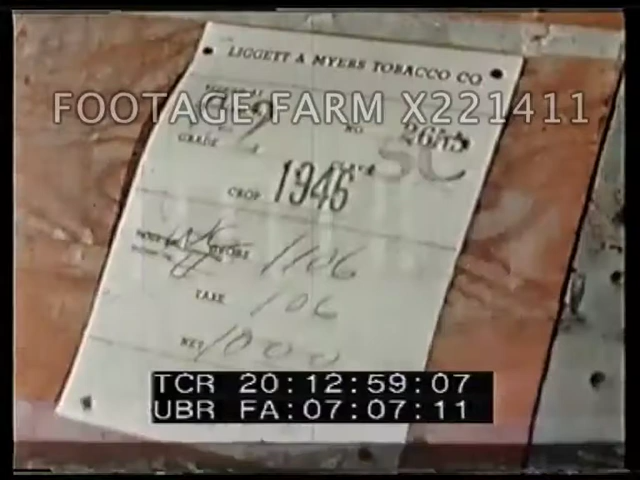 LIGGETT & MYERS TOBACCO CO
FOOTAGE FARM X221411
NO.
GRADE
CROP 1946
1106
TARE 106
NET 1000
TCR 20:12:59:07
UBR FA:07:07:11